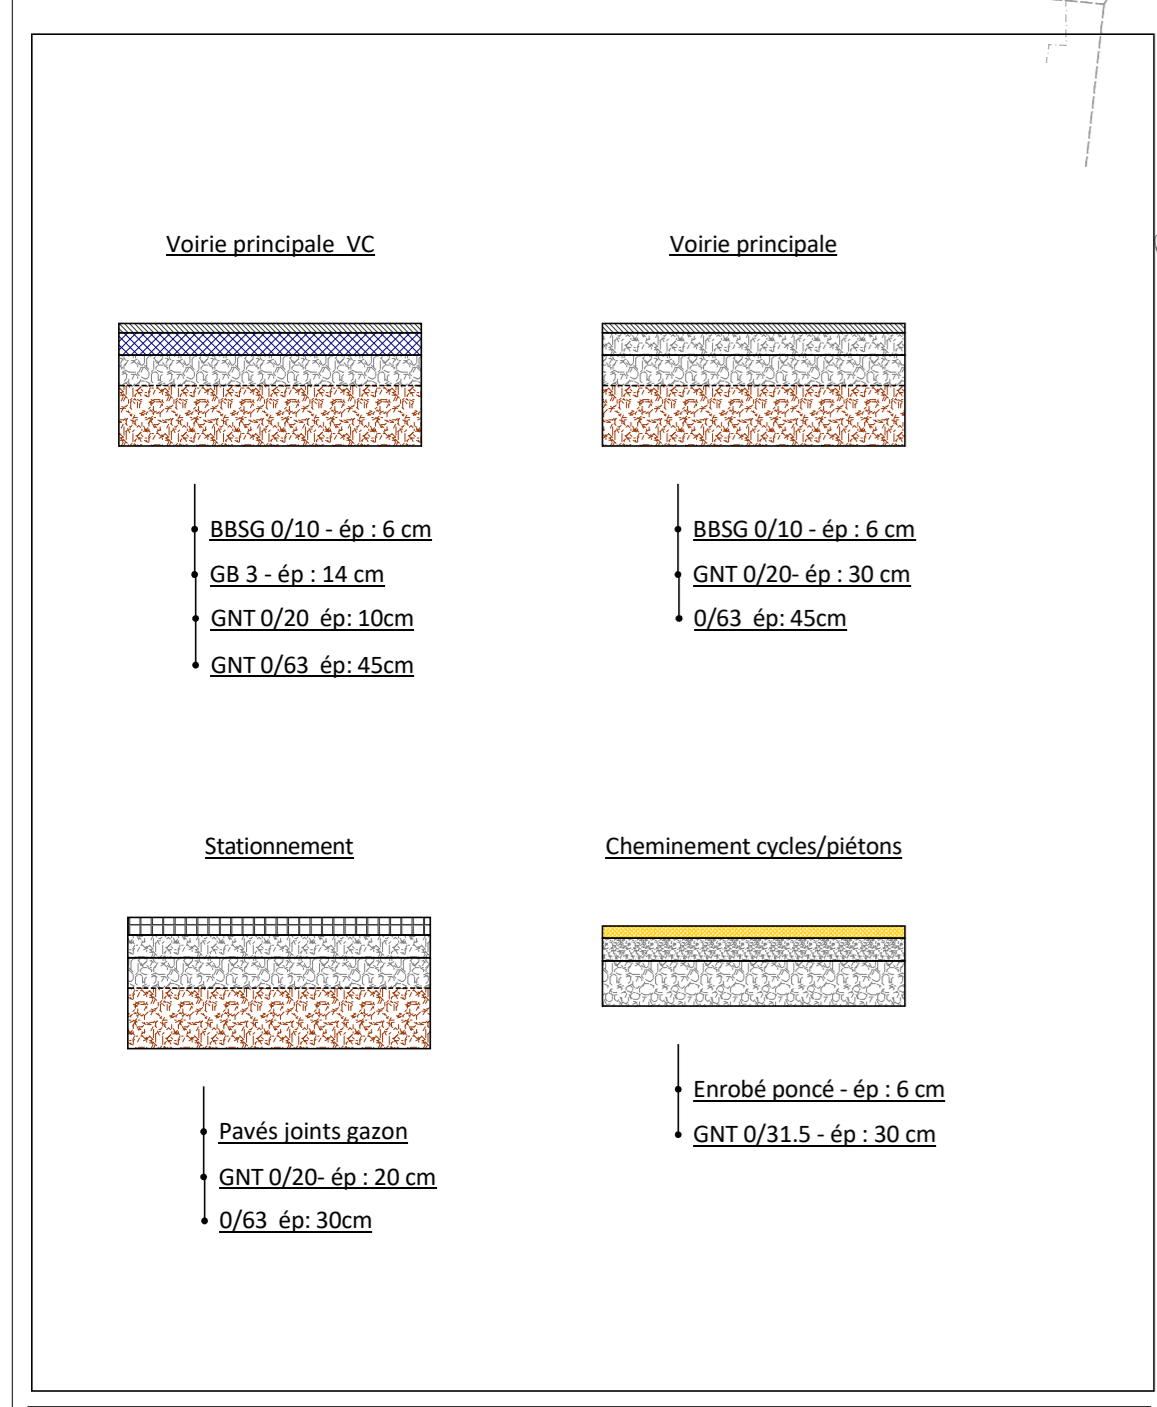 Voirie principale  VC
BBSG 0/10 - ép : 6 cm
GB 3 - ép : 14 cm
GNT 0/20  ép: 10cm
GNT 0/63  ép: 45cm
Voirie principale
BBSG 0/10 - ép : 6 cm
GNT 0/20- ép : 30 cm
0/63  ép: 45cm
Stationnement
Pavés joints gazon
GNT 0/20- ép : 20 cm
0/63  ép: 30cm
Cheminement cycles/piétons
Enrobé poncé - ép : 6 cm
GNT 0/31.5 - ép : 30 cm